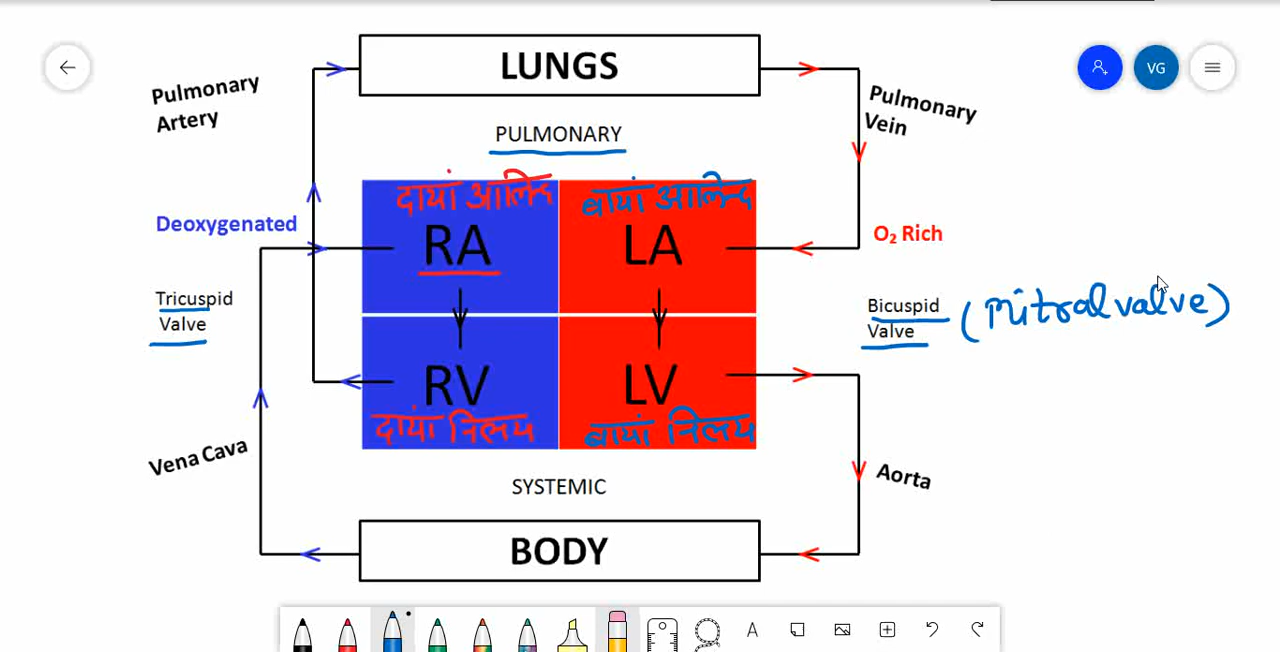 LUNGS
VG
Pulmonary
Artery
Pulmonary
Vein
PULMONARY
दायां आलिन्द
बायां आलिन्द
Deoxygenated
RA
LA
O₂ Rich
Tricuspid
Valve
Bicuspid
Valve
(Mitral valve)
RV
LV
दायां निलय
बायां निलय
Vena Cava
Aorta
SYSTEMIC
BODY
A